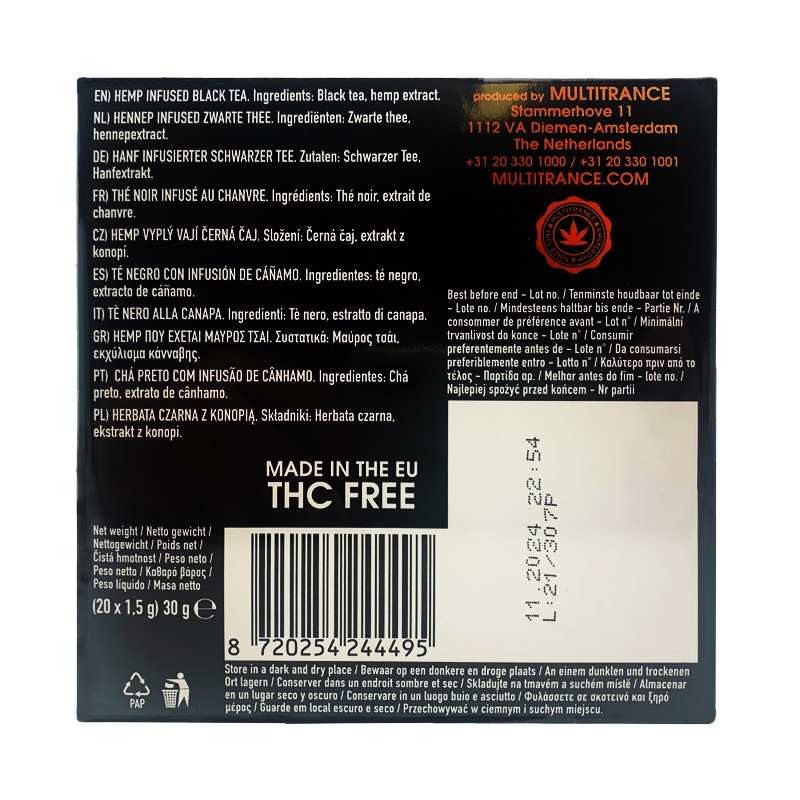 EN) HEMP INFUSED BLACK TEA. Ingredients: Black tea, hemp extract.
NL) HENNEP INFUSED ZWARTE THEE. Ingrediënten: Zwarte thee,
hennepextract.
DE) HANF INFUSIERTER SCHWARZER TEE. Zutaten: Schwarzer Tee,
Hanfextrakt.
FR) THÉ NOIR INFUSÉ AU CHANVRE. Ingrédients: Thé noir, extrait de
chanvre.
CZ) HEMP VYPLÝ VAJÍ ČERNÁ ČAJ. Složení: Černá čaj, extrakt z
konopí.
ES) TÉ NEGRO CON INFUSIÓN DE CÁÑAMO. Ingredientes: té negro,
extracto de cáñamo.
IT) TÈ NERO ALLA CANAPA. Ingredienti: Tè nero, estratto di canapa.
GR) HEMP ΠΟΥ ΕΧΕΤΑΙ ΜΑΥΡΟΣ ΤΣΑΙ. Συστατικά: Μαύρος τσάι,
εκχύλισμα κάνναβης.
PT) CHÁ PRETO COM INFUSÃO DE CÂNHAMO. Ingredientes: Chá
preto, extrato de cânhamo.
PL) HERBATA CZARNA Z KONOPIĄ. Składniki: Herbata czarna,
ekstrakt z konopi.
MADE IN THE EU
THC FREE
produced by MULTITRANCE
Stammerhove 11
1112 VA Diemen-Amsterdam
The Netherlands
+31 20 330 1000 / +31 20 330 1001
MULTITRANCE.COM
MULTITRANCE
AMSTERDAM
Best before end – Lot no. / Tenminste houdbaar tot einde
– Lote no. / Mindesteens hallbar bis ende – Partie Nr. / A
consommer de préférence avant – Lot n° / Minimální
trvanlivost do konce – Lote n° / Consumir
preferentemente antes de – Lote n° / Da consumarsi
preferiblemente entro – Lotto n° / Καλύτερο πριν από το
τέλος – Παρτίδα αρ. / Melhor antes do fim – lote no. /
Najlepiej spożyć przed końcem – Nr partii
11.2024 22:54
L:21/307P
Net weight / Netto gewicht /
Nettogewicht / Poids net /
Čistá hmotnost / Peso neto /
Peso netto / Καθαρό βάρος /
Peso líquido / Masa netto
(20 x 1,5 g) 30 g ℮
8 720254 244495
PAP
Store in a dark and dry place / Bewaar op een donkere en droge plaats / An einem dunklen und trockenen
Ort lagern / Conserver dans un endroit sombre et sec / Skladujte na tmavém a suchém místě / Almacenar
en un lugar seco y oscuro / Conservare in un luogo buio e asciutto / Φυλάσσετε σε σκοτεινό και ξηρό
μέρος / Guarde em local escuro e seco / Przechowywać w ciemnym i suchym miejscu.